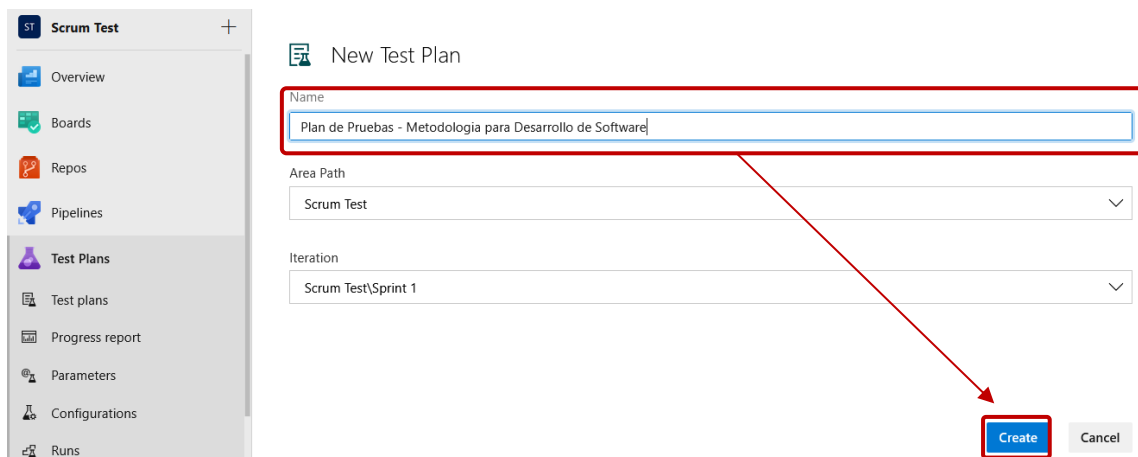 ST Scrum Test +
Overview
Boards
Repos
Pipelines
Test Plans
Test plans
Progress report
Parameters
Configurations
Runs
New Test Plan
Name
Plan de Pruebas - Metodologia para Desarrollo de Software
Area Path
Scrum Test
Iteration
Scrum Test\Sprint 1
Create Cancel